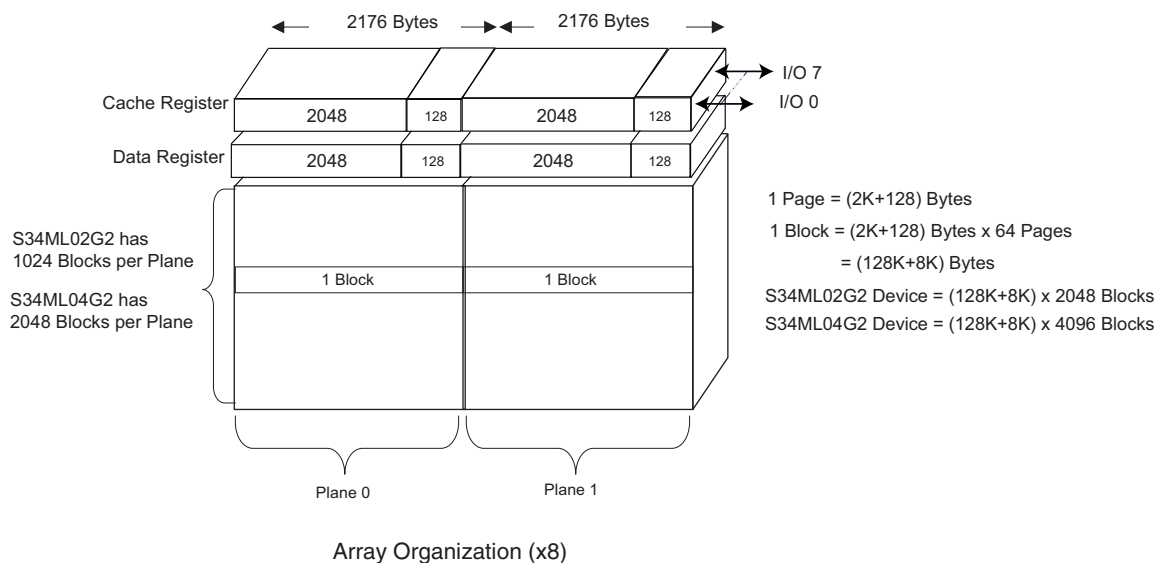 2176 Bytes 2176 Bytes
I/O 7
Cache Register 2048 128 2048 128 I/O 0
Data Register 2048 128 2048 128
1 Page = (2K+128) Bytes
1 Block = (2K+128) Bytes x 64 Pages
= (128K+8K) Bytes
S34ML02G2 Device = (128K+8K) x 2048 Blocks
S34ML04G2 Device = (128K+8K) x 4096 Blocks
S34ML02G2 has
1024 Blocks per Plane
S34ML04G2 has
2048 Blocks per Plane
1 Block 1 Block
Plane 0 Plane 1
Array Organization (x8)